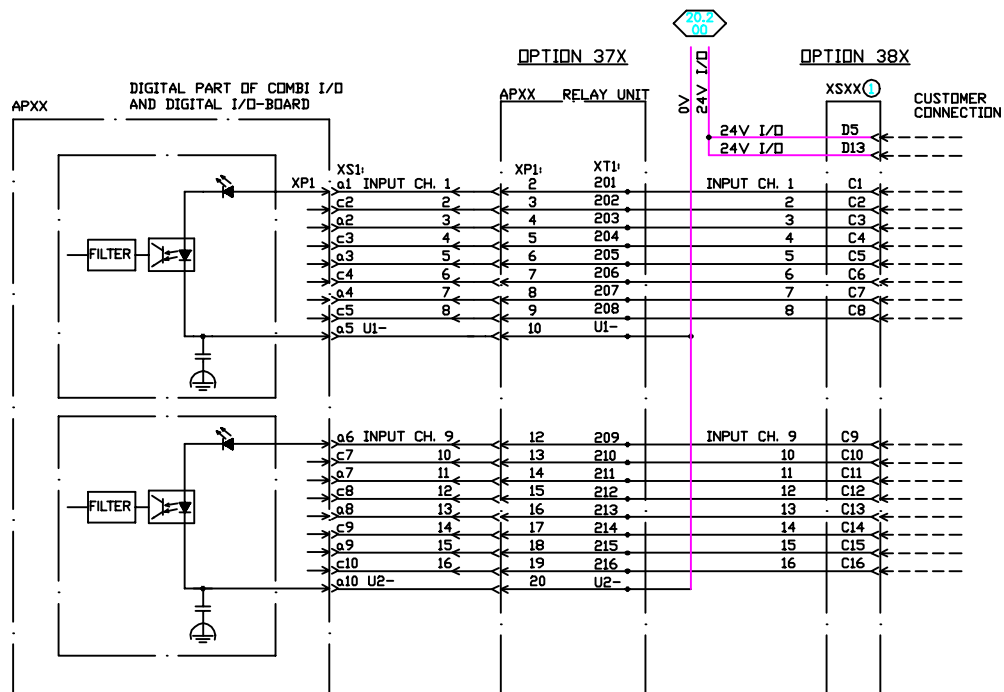 20.2
00
OPTION 37X
OPTION 38X
24V I/O
0V
DIGITAL PART OF COMBI I/O
AND DIGITAL I/O-BOARD
APXX
APXX RELAY UNIT
XSXX 1
CUSTOMER
CONNECTION
24V I/O D5
24V I/O D13
XS1: XP1: XT1:
XP1 a1 INPUT CH. 1 2 201 INPUT CH. 1 C1
c2 2 3 202 2 C2
a2 3 4 203 3 C3
c3 4 5 204 4 C4
FILTER
a3 5 6 205 5 C5
c4 6 7 206 6 C6
a4 7 8 207 7 C7
c5 8 9 208 8 C8
a5 U1- 10 U1-
a6 INPUT CH. 9 12 209 INPUT CH. 9 C9
c7 10 13 210 10 C10
a7 11 14 211 11 C11
c8 12 15 212 12 C12
FILTER
a8 13 16 213 13 C13
c9 14 17 214 14 C14
a9 15 18 215 15 C15
c10 16 19 216 16 C16
a10 U2- 20 U2-